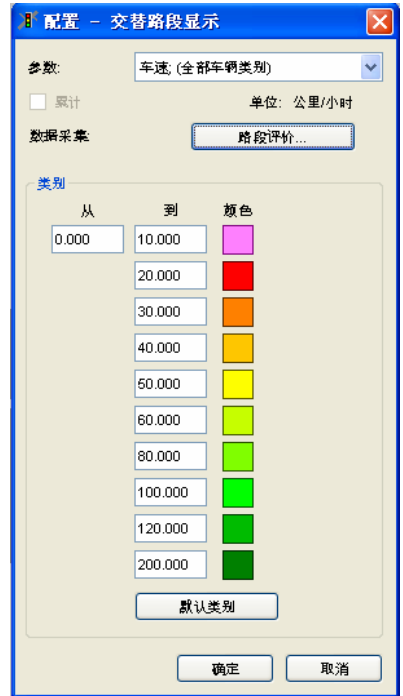 配置 - 交替路段显示
参数: 车速; (全部车辆类别)
累计 单位: 公里/小时
数据采集: 路段评价...
类别
从 到 颜色
0.000 10.000
20.000
30.000
40.000
50.000
60.000
80.000
100.000
120.000
200.000
默认类别
确定 取消